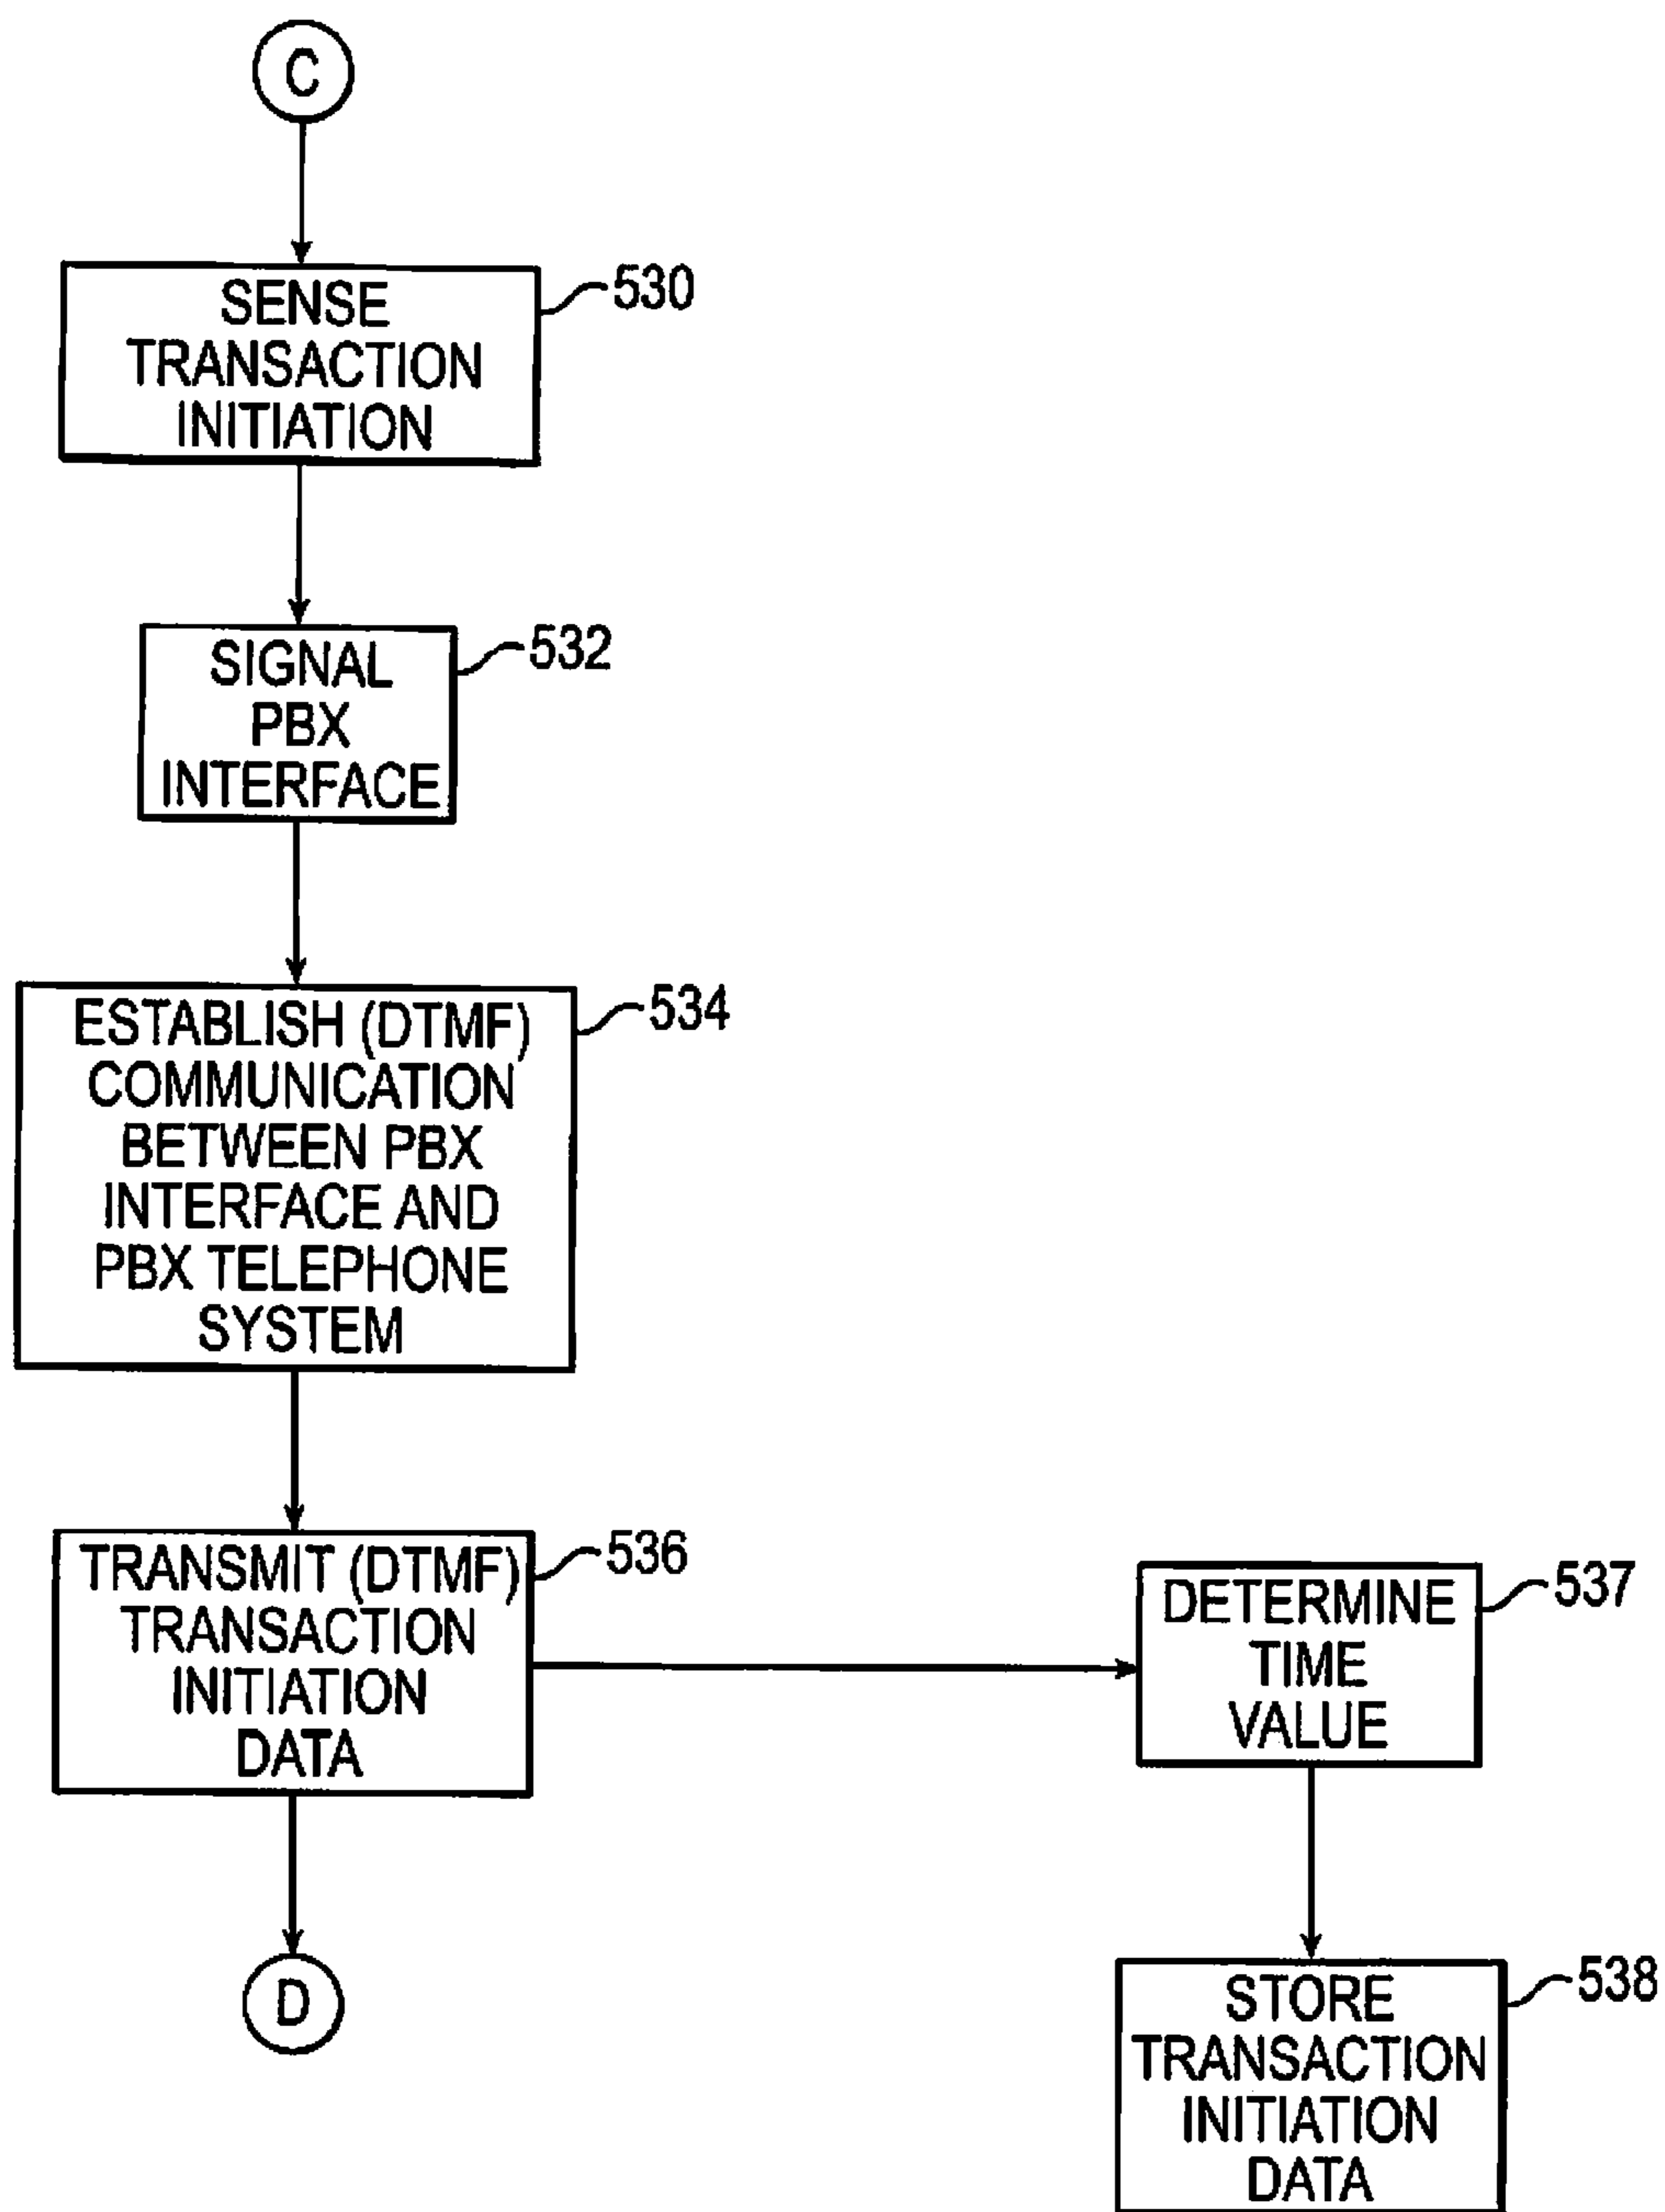 C
SENSE
TRANSACTION
INITIATION
530
SIGNAL
PBX
INTERFACE
532
ESTABLISH (DTMF)
COMMUNICATION
BETWEEN PBX
INTERFACE AND
PBX TELEPHONE
SYSTEM
534
TRANSMIT (DTMF)
TRANSACTION
INITIATION
DATA
536
DETERMINE
TIME
VALUE
537
D
STORE
TRANSACTION
INITIATION
DATA
538